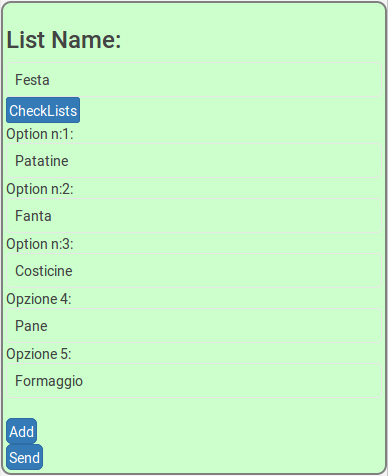 List Name:
Festa
CheckLists
Option n:1:
Patatine
Option n:2:
Fanta
Option n:3:
Costicine
Opzione 4:
Pane
Opzione 5:
Formaggio
Add
Send